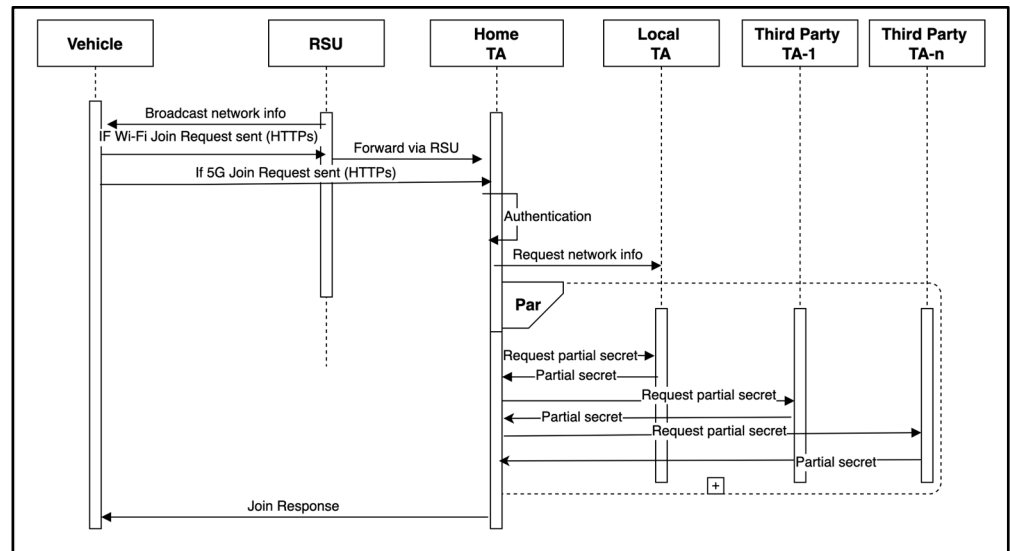 Vehicle
RSU
Home
TA
Local
TA
Third Party
TA-1
Third Party
TA-n
Broadcast network info
IF Wi-Fi Join Request sent (HTTPs)
Forward via RSU
If 5G Join Request sent (HTTPs)
Authentication
Request network info
Par
Request partial secret
Partial secret
Request partial secret
Partial secret
Request partial secret
Partial secret
+
Join Response